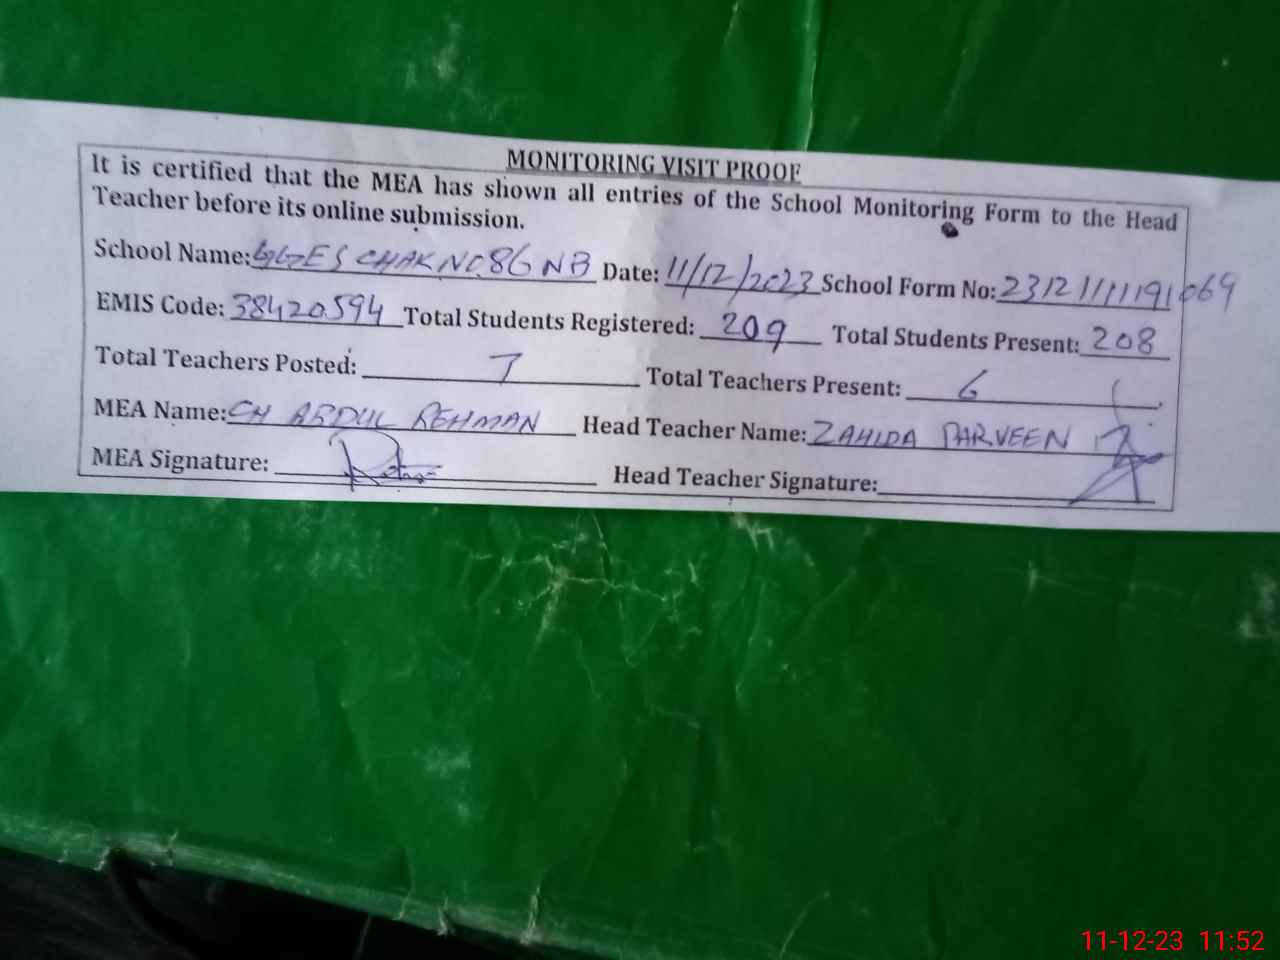 MONITORING VISIT PROOF
It is certified that the MEA has shown all entries of the School Monitoring Form to the Head
Teacher before its online submission.
School Name: GGES CHAK NO.86 NB Date: 11/12/2023 School Form No: 23121111191069
EMIS Code: 38420594 Total Students Registered: 209 Total Students Present: 208
Total Teachers Posted: 7 Total Teachers Present: 6
MEA Name: CH ABDUL REHMAN Head Teacher Name: ZAHIDA PARVEEN
MEA Signature: Head Teacher Signature:
11-12-23 11:52